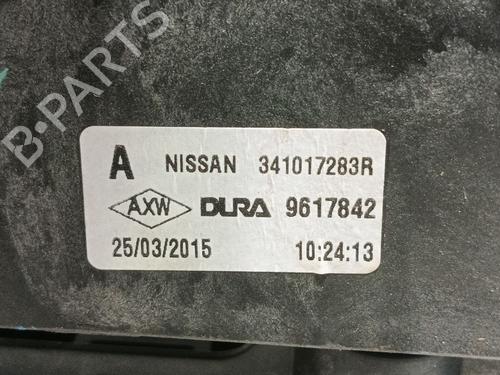 B-PARTS
A NISSAN 341017283R
AXW DURA 9617842
25/03/2015 10:24:13